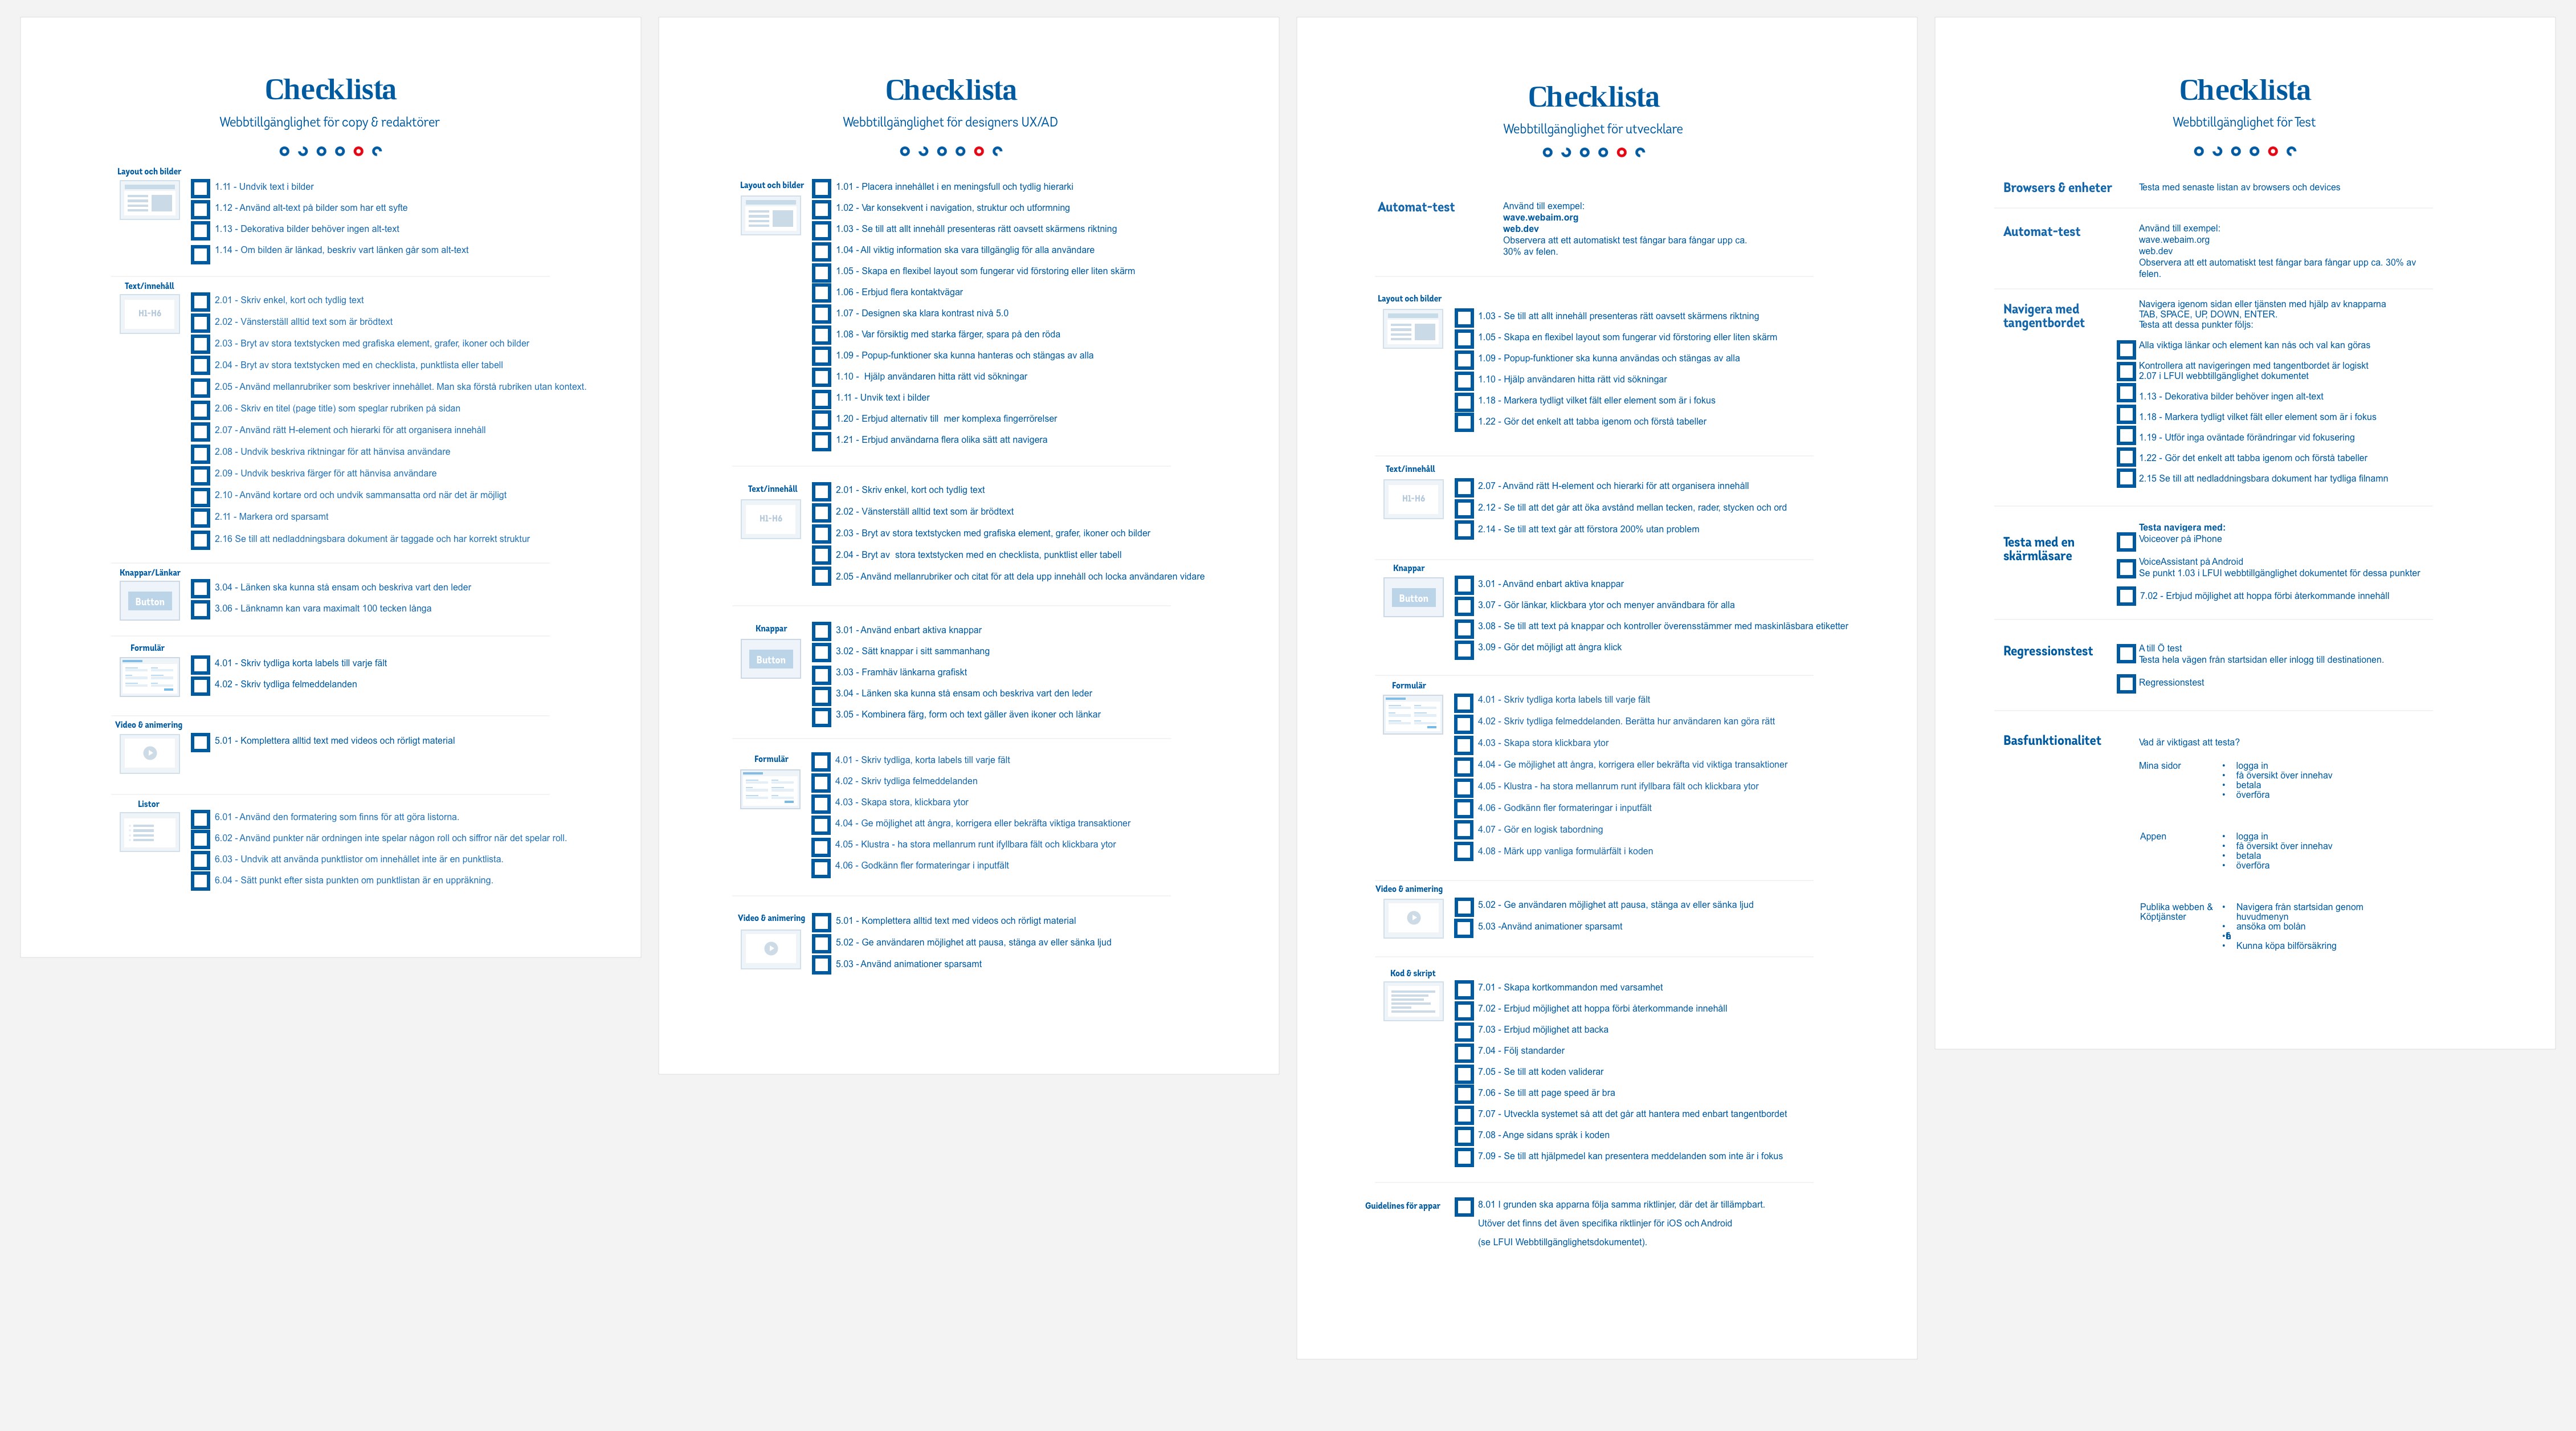 Checklista
Webbtillgänglighet för copy & redaktörer
Layout och bilder
1.11 - Undvik text i bilder
1.12 - Använd alt-text på bilder som har ett syfte
1.13 - Dekorativa bilder behöver ingen alt-text
1.14 - Om bilden är länkad, beskriv vart länken går som alt-text
Text/innehåll
H1-H6
2.01 - Skriv enkel, kort och tydlig text
2.02 - Vänsterställ alltid text som är brödtext
2.03 - Bryt av stora textstycken med grafiska element, grafer, ikoner och bilder
2.04 - Bryt av stora textstycken med en checklista, punktlista eller tabell
2.05 - Använd mellanrubriker som beskriver innehållet. Man ska förstå rubriken utan kontext.
2.06 - Skriv en titel (page title) som speglar rubriken på sidan
2.07 - Använd rätt H-element och hierarki för att organisera innehåll
2.08 - Undvik beskriva riktningar för att hänvisa användare
2.09 - Undvik beskriva färger för att hänvisa användare
2.10 - Använd kortare ord och undvik sammansatta ord när det är möjligt
2.11 - Markera ord sparsamt
2.16 Se till att nedladdningsbara dokument är taggade och har korrekt struktur
Knappar/Länkar
Button
3.04 - Länken ska kunna stå ensam och beskriva vart den leder
3.06 - Länknamn kan vara maximalt 100 tecken långa
Formulär
4.01 - Skriv tydliga korta labels till varje fält
4.02 - Skriv tydliga felmeddelanden
Video & animering
5.01 - Komplettera alltid text med videos och rörligt material
Listor
6.01 - Använd den formatering som finns för att göra listorna.
6.02 - Använd punkter när ordningen inte spelar någon roll och siffror när det spelar roll.
6.03 - Undvik att använda punktlistor om innehållet inte är en punktlista.
6.04 - Sätt punkt efter sista punkten om punktlistan är en uppräkning.
Checklista
Webbtillgänglighet för designers UX/AD
Layout och bilder
1.01 - Placera innehållet i en meningsfull och tydlig hierarki
1.02 - Var konsekvent i navigation, struktur och utformning
1.03 - Se till att allt innehåll presenteras rätt oavsett skärmens riktning
1.04 - All viktig information ska vara tillgänglig för alla användare
1.05 - Skapa en flexibel layout som fungerar vid förstoring eller liten skärm
1.06 - Erbjud flera kontaktvägar
1.07 - Designen ska klara kontrast nivå 5.0
1.08 - Var försiktig med starka färger, spara på den röda
1.09 - Popup-funktioner ska kunna hanteras och stängas av alla
1.10 -  Hjälp användaren hitta rätt vid sökningar
1.11 - Unvik text i bilder
1.20 - Erbjud alternativ till  mer komplexa fingerrörelser
1.21 - Erbjud användarna flera olika sätt att navigera
Text/innehåll
H1-H6
2.01 - Skriv enkel, kort och tydlig text
2.02 - Vänsterställ alltid text som är brödtext
2.03 - Bryt av stora textstycken med grafiska element, grafer, ikoner och bilder
2.04 - Bryt av  stora textstycken med en checklista, punktlist eller tabell
2.05 - Använd mellanrubriker och citat för att dela upp innehåll och locka användaren vidare
Knappar
Button
3.01 - Använd enbart aktiva knappar
3.02 - Sätt knappar i sitt sammanhang
3.03 - Framhäv länkarna grafiskt
3.04 - Länken ska kunna stå ensam och beskriva vart den leder
3.05 - Kombinera färg, form och text gäller även ikoner och länkar
Formulär
4.01 - Skriv tydliga, korta labels till varje fält
4.02 - Skriv tydliga felmeddelanden
4.03 - Skapa stora, klickbara ytor
4.04 - Ge möjlighet att ångra, korrigera eller bekräfta viktiga transaktioner
4.05 - Klustra - ha stora mellanrum runt ifyllbara fält och klickbara ytor
4.06 - Godkänn fler formateringar i inputfält
Video & animering
5.01 - Komplettera alltid text med videos och rörligt material
5.02 - Ge användaren möjlighet att pausa, stänga av eller sänka ljud
5.03 - Använd animationer sparsamt
Checklista
Webbtillgänglighet för utvecklare
Automat-test
Använd till exempel:
wave.webaim.org
web.dev
Observera att ett automatiskt test fångar bara fångar upp ca.
30% av felen.
Layout och bilder
1.03 - Se till att allt innehåll presenteras rätt oavsett skärmens riktning
1.05 - Skapa en flexibel layout som fungerar vid förstoring eller liten skärm
1.09 - Popup-funktioner ska kunna användas och stängas av alla
1.10 - Hjälp användaren hitta rätt vid sökningar
1.18 - Markera tydligt vilket fält eller element som är i fokus
1.22 - Gör det enkelt att tabba igenom och förstå tabeller
Text/innehåll
H1-H6
2.07 - Använd rätt H-element och hierarki för att organisera innehåll
2.12 - Se till att det går att öka avstånd mellan tecken, rader, stycken och ord
2.14 - Se till att text går att förstora 200% utan problem
Knappar
Button
3.01 - Använd enbart aktiva knappar
3.07 - Gör länkar, klickbara ytor och menyer användbara för alla
3.08 - Se till att text på knappar och kontroller överensstämmer med maskinläsbara etiketter
3.09 - Gör det möjligt att ångra klick
Formulär
4.01 - Skriv tydliga korta labels till varje fält
4.02 - Skriv tydliga felmeddelanden. Berätta hur användaren kan göra rätt
4.03 - Skapa stora klickbara ytor
4.04 - Ge möjlighet att ångra, korrigera eller bekräfta vid viktiga transaktioner
4.05 - Klustra - ha stora mellanrum runt ifyllbara fält och klickbara ytor
4.06 - Godkänn fler formateringar i inputfält
4.07 - Gör en logisk tabordning
4.08 - Märk upp vanliga formulärfält i koden
Video & animering
5.02 - Ge användaren möjlighet att pausa, stänga av eller sänka ljud
5.03 -Använd animationer sparsamt
Kod & skript
7.01 - Skapa kortkommandon med varsamhet
7.02 - Erbjud möjlighet att hoppa förbi återkommande innehåll
7.03 - Erbjud möjlighet att backa
7.04 - Följ standarder
7.05 - Se till att koden validerar
7.06 - Se till att page speed är bra
7.07 - Utveckla systemet så att det går att hantera med enbart tangentbordet
7.08 - Ange sidans språk i koden
7.09 - Se till att hjälpmedel kan presentera meddelanden som inte är i fokus
Guidelines för appar
8.01 I grunden ska apparna följa samma riktlinjer, där det är tillämpbart.
Utöver det finns det även specifika riktlinjer för iOS och Android
(se LFUI Webbtillgänglighetsdokumentet).
Checklista
Webbtillgänglighet för Test
Browsers & enheter
Testa med senaste listan av browsers och devices
Automat-test
Använd till exempel:
wave.webaim.org
web.dev
Observera att ett automatiskt test fångar bara fångar upp ca. 30% av
felen.
Navigera med
tangentbordet
Navigera igenom sidan eller tjänsten med hjälp av knapparna
TAB, SPACE, UP, DOWN, ENTER.
Testa att dessa punkter följs:
Alla viktiga länkar och element kan nås och val kan göras
Kontrollera att navigeringen med tangentbordet är logiskt
2.07 i LFUI webbtillgänglighet dokumentet
1.13 - Dekorativa bilder behöver ingen alt-text
1.18 - Markera tydligt vilket fält eller element som är i fokus
1.19 - Utför inga oväntade förändringar vid fokusering
1.22 - Gör det enkelt att tabba igenom och förstå tabeller
2.15 Se till att nedladdningsbara dokument har tydliga filnamn
Testa med en
skärmläsare
Testa navigera med:
Voiceover på iPhone
VoiceAssistant på Android
Se punkt 1.03 i LFUI webbtillgänglighet dokumentet för dessa punkter
7.02 - Erbjud möjlighet att hoppa förbi återkommande innehåll
Regressionstest
A till Ö test
Testa hela vägen från startsidan eller inlogg till destinationen.
Regressionstest
Basfunktionalitet
Vad är viktigast att testa?
Mina sidor
• logga in
• få översikt över innehav
• betala
• överföra
Appen
• logga in
• få översikt över innehav
• betala
• överföra
Publika webben &
Köptjänster
• Navigera från startsidan genom
huvudmenyn
• ansöka om bolån
• Kunna köpa bilförsäkring